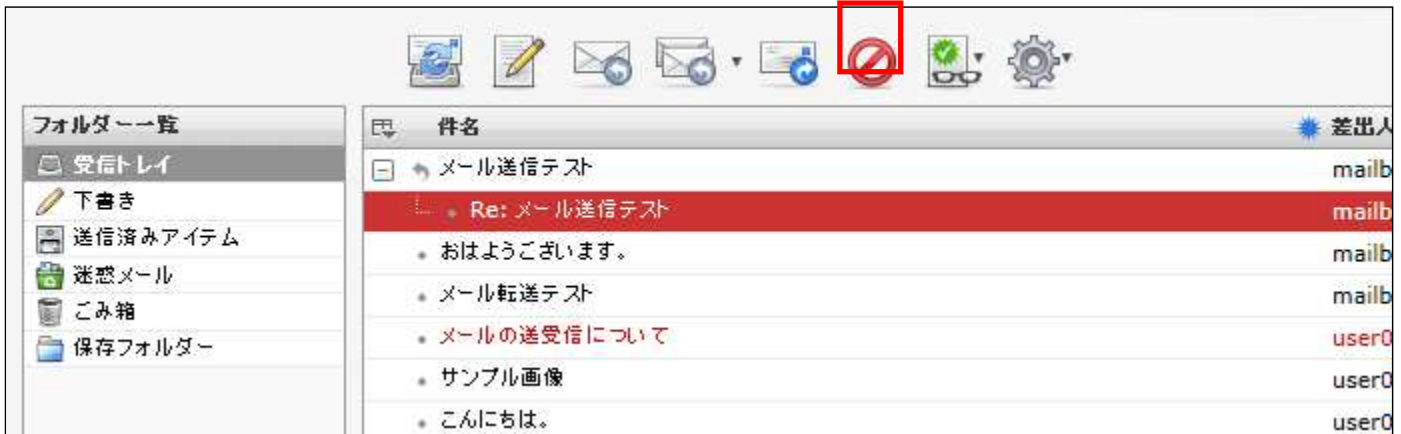 フォルダー一覧
受信トレイ
下書き
送信済みアイテム
迷惑メール
ごみ箱
保存フォルダー
件名 差出人
メール送信テスト mailb
Re: メール送信テスト mailb
おはようございます。 mailb
メール転送テスト mailb
メールの送受信について user0
サンプル画像 user0
こんにちは。 user0